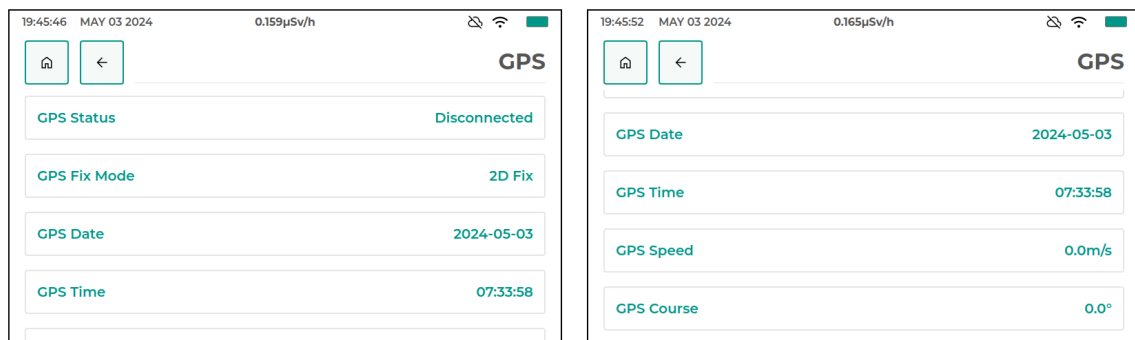 19:45:46 MAY 03 2024 0.159µSv/h
GPS
GPS Status Disconnected
GPS Fix Mode 2D Fix
GPS Date 2024-05-03
GPS Time 07:33:58
19:45:52 MAY 03 2024 0.165µSv/h
GPS
GPS Date 2024-05-03
GPS Time 07:33:58
GPS Speed 0.0m/s
GPS Course 0.0°